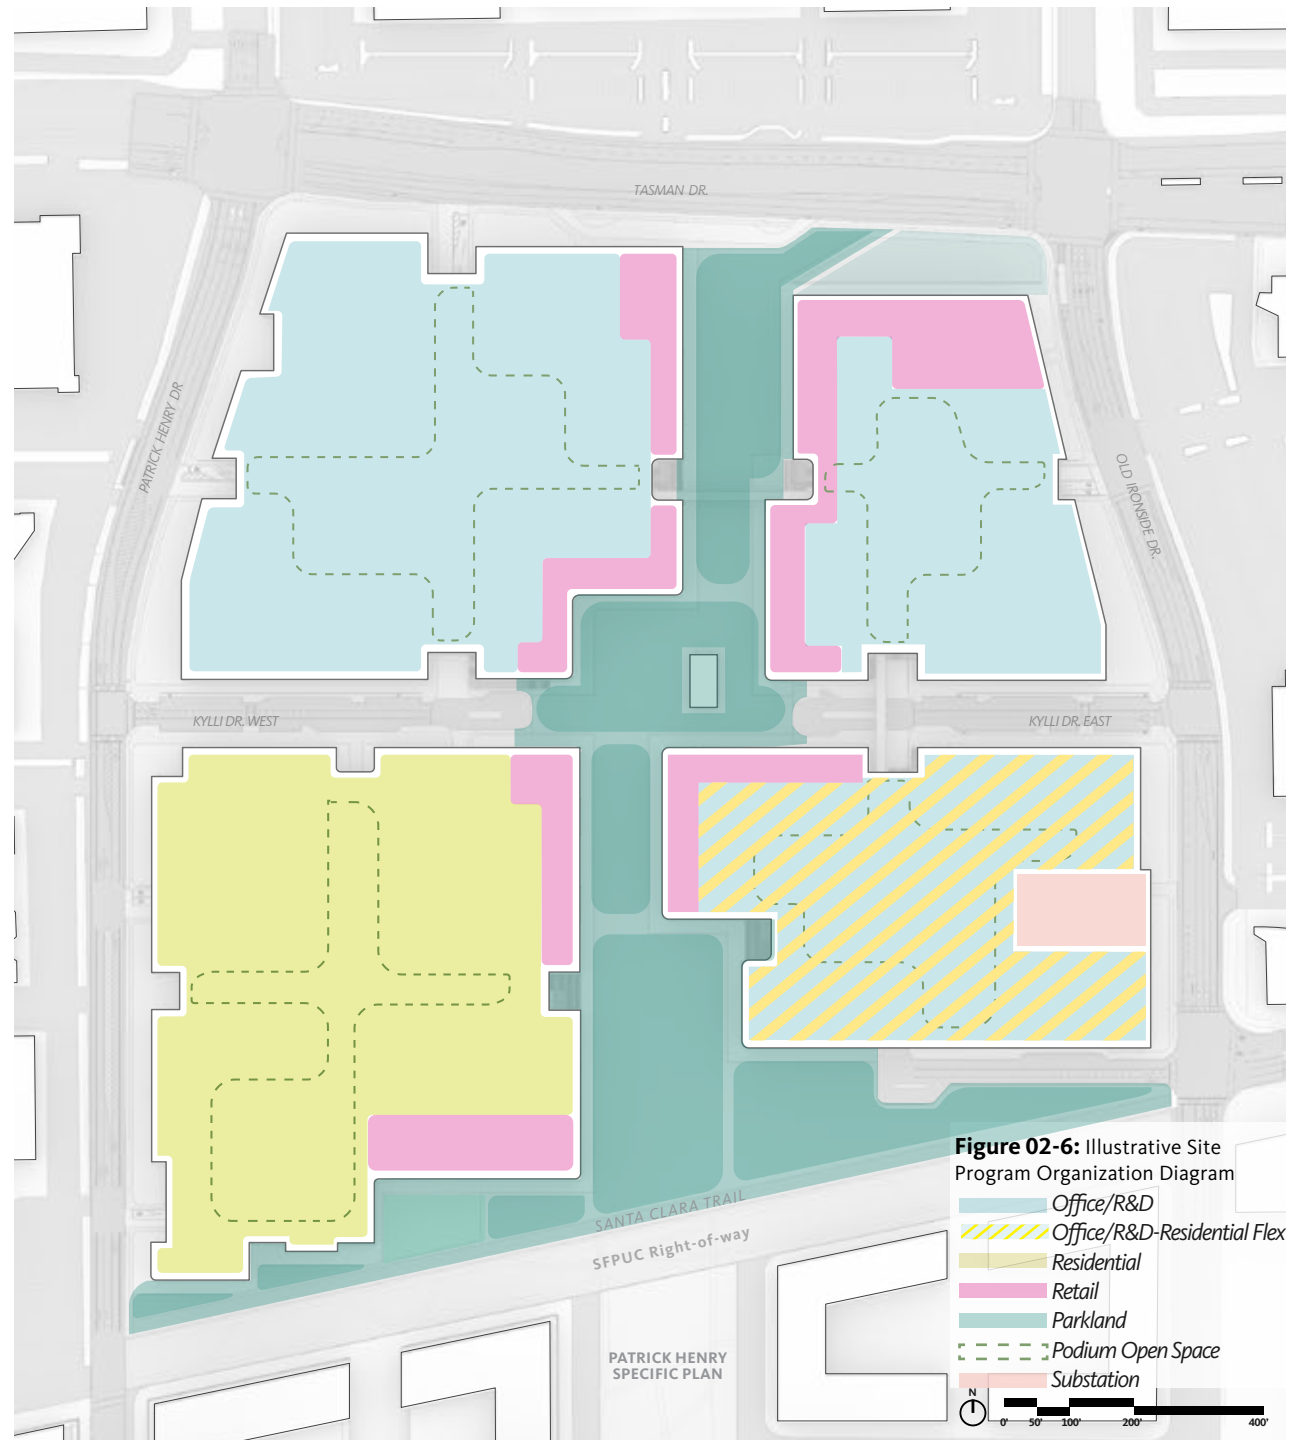 TASMAN DR.
PATRICK HENRY DR
OLD IRONSIDE DR.
KYLLI DR. WEST
KYLLI DR. EAST
SANTA CLARA TRAIL
SFPUC Right-of-way
PATRICK HENRY
SPECIFIC PLAN
Figure 02-6: Illustrative Site
Program Organization Diagram
Office/R&D
Office/R&D-Residential Flex
Residential
Retail
Parkland
Podium Open Space
Substation
N
0' 50' 100' 200' 400'